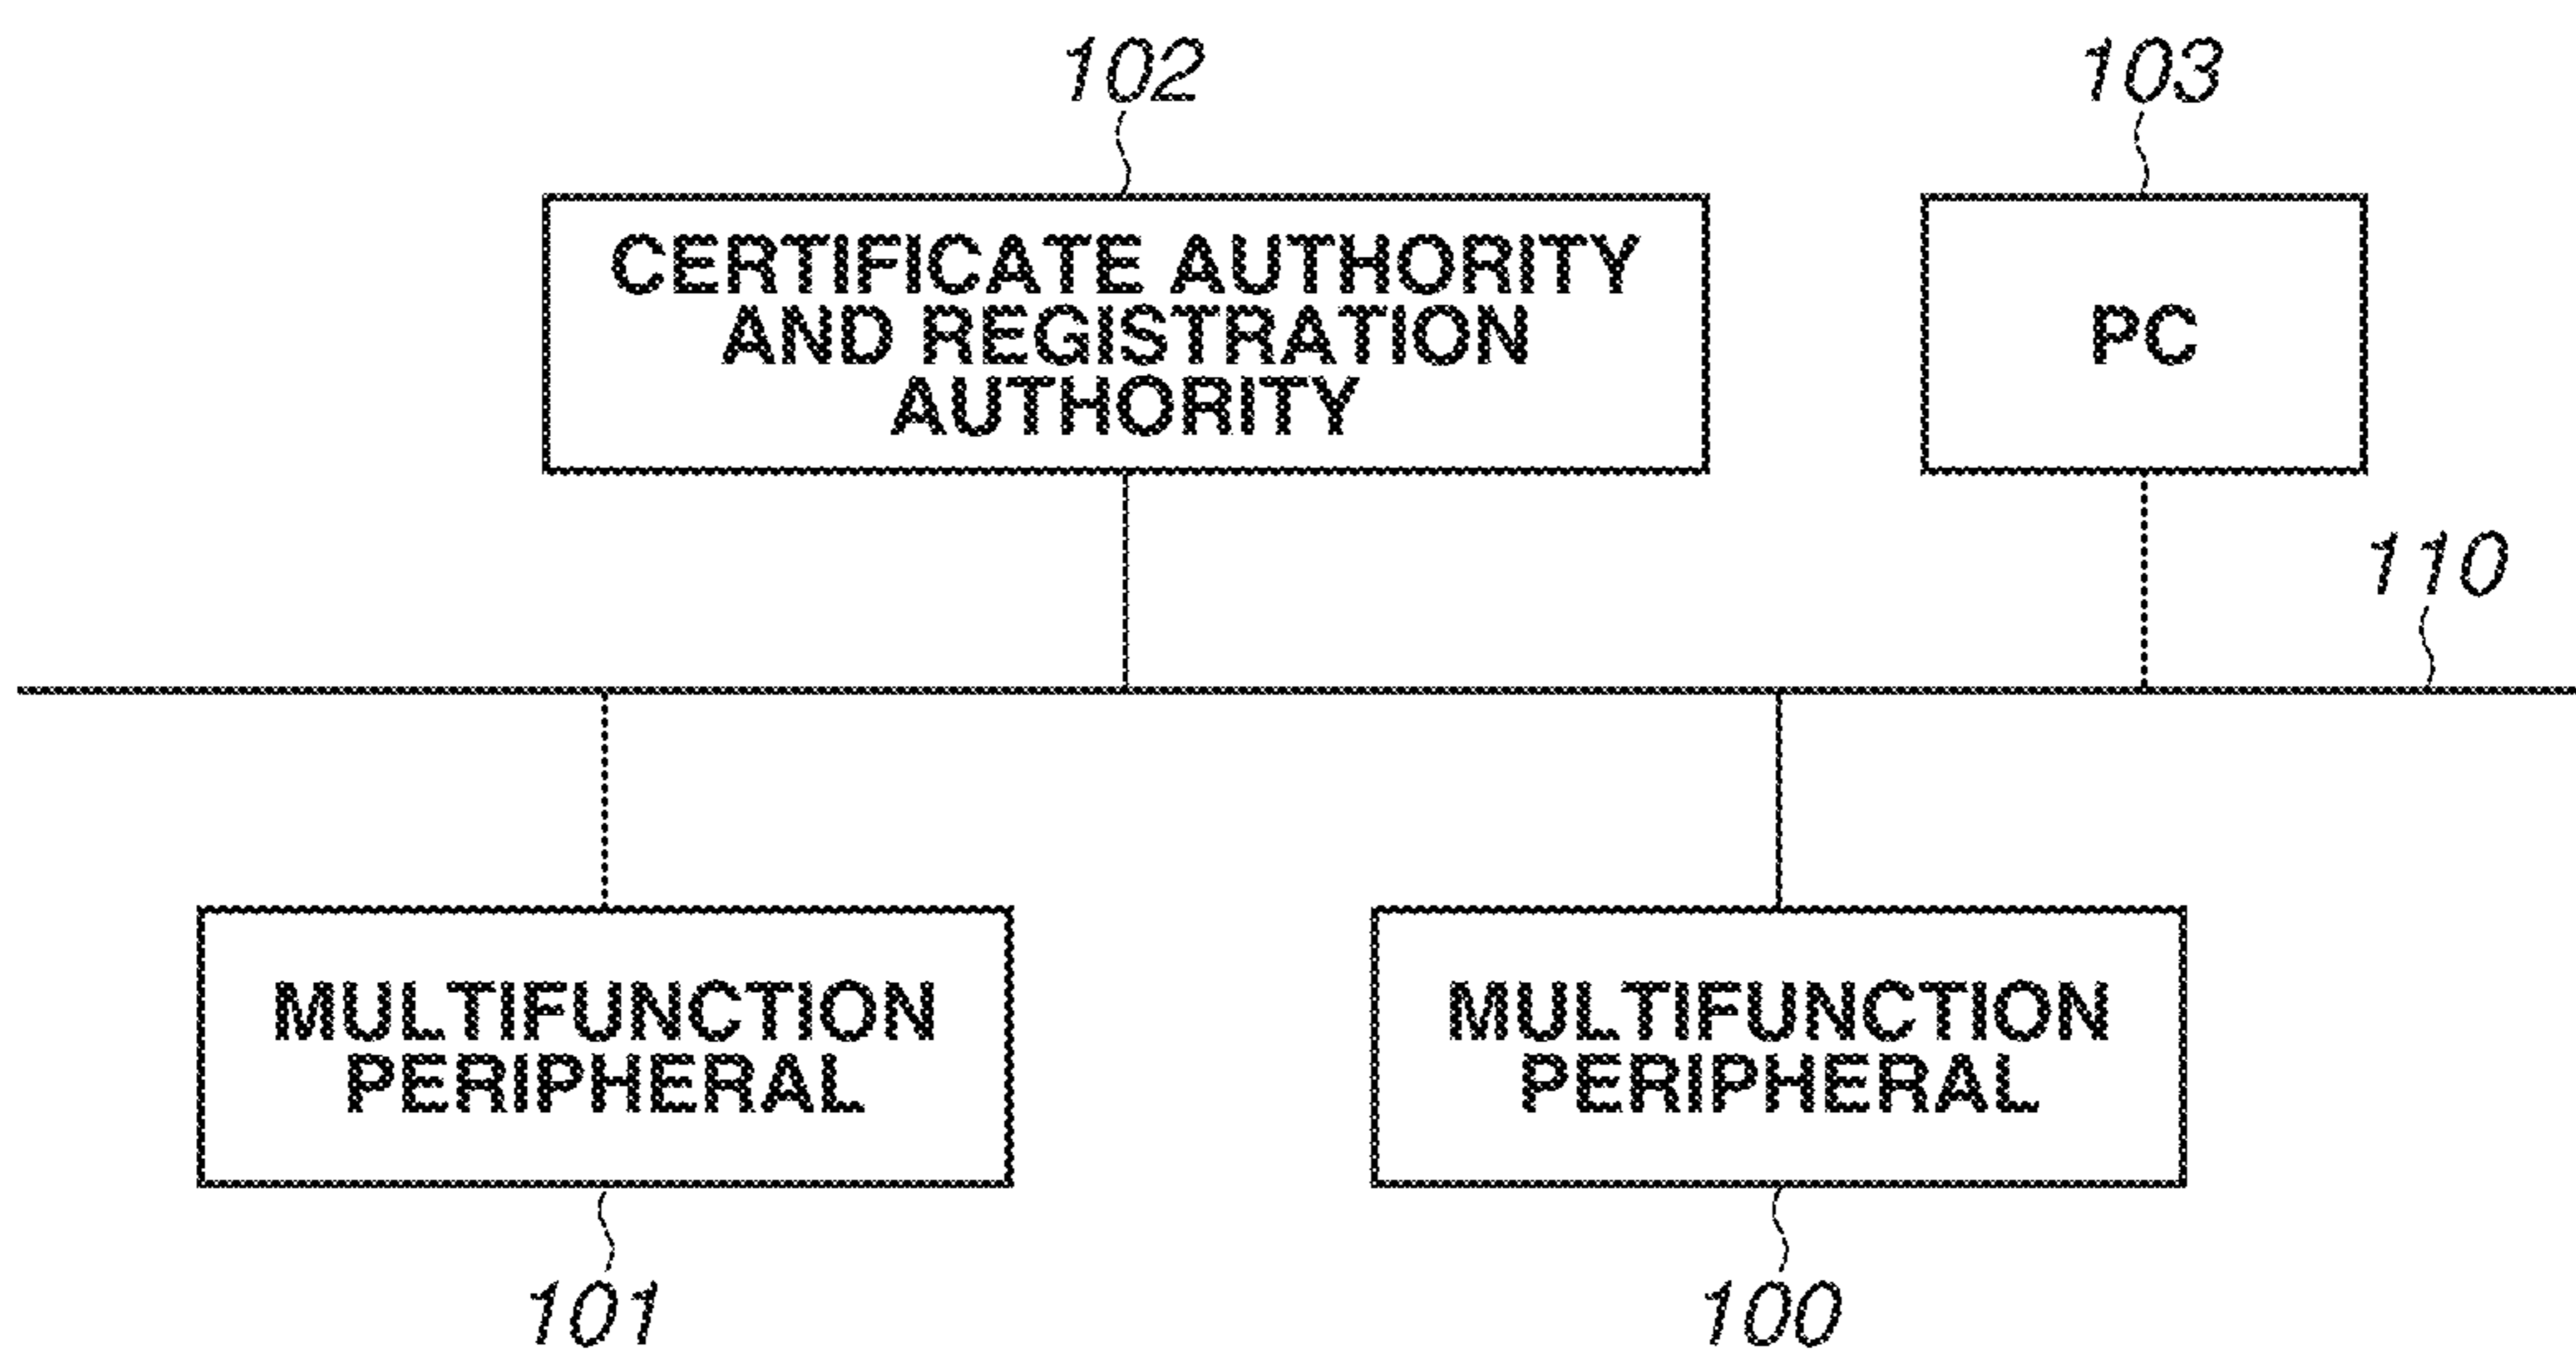 102
103
CERTIFICATE AUTHORITY
AND REGISTRATION
AUTHORITY
PC
110
MULTIFUNCTION
PERIPHERAL
MULTIFUNCTION
PERIPHERAL
101
100